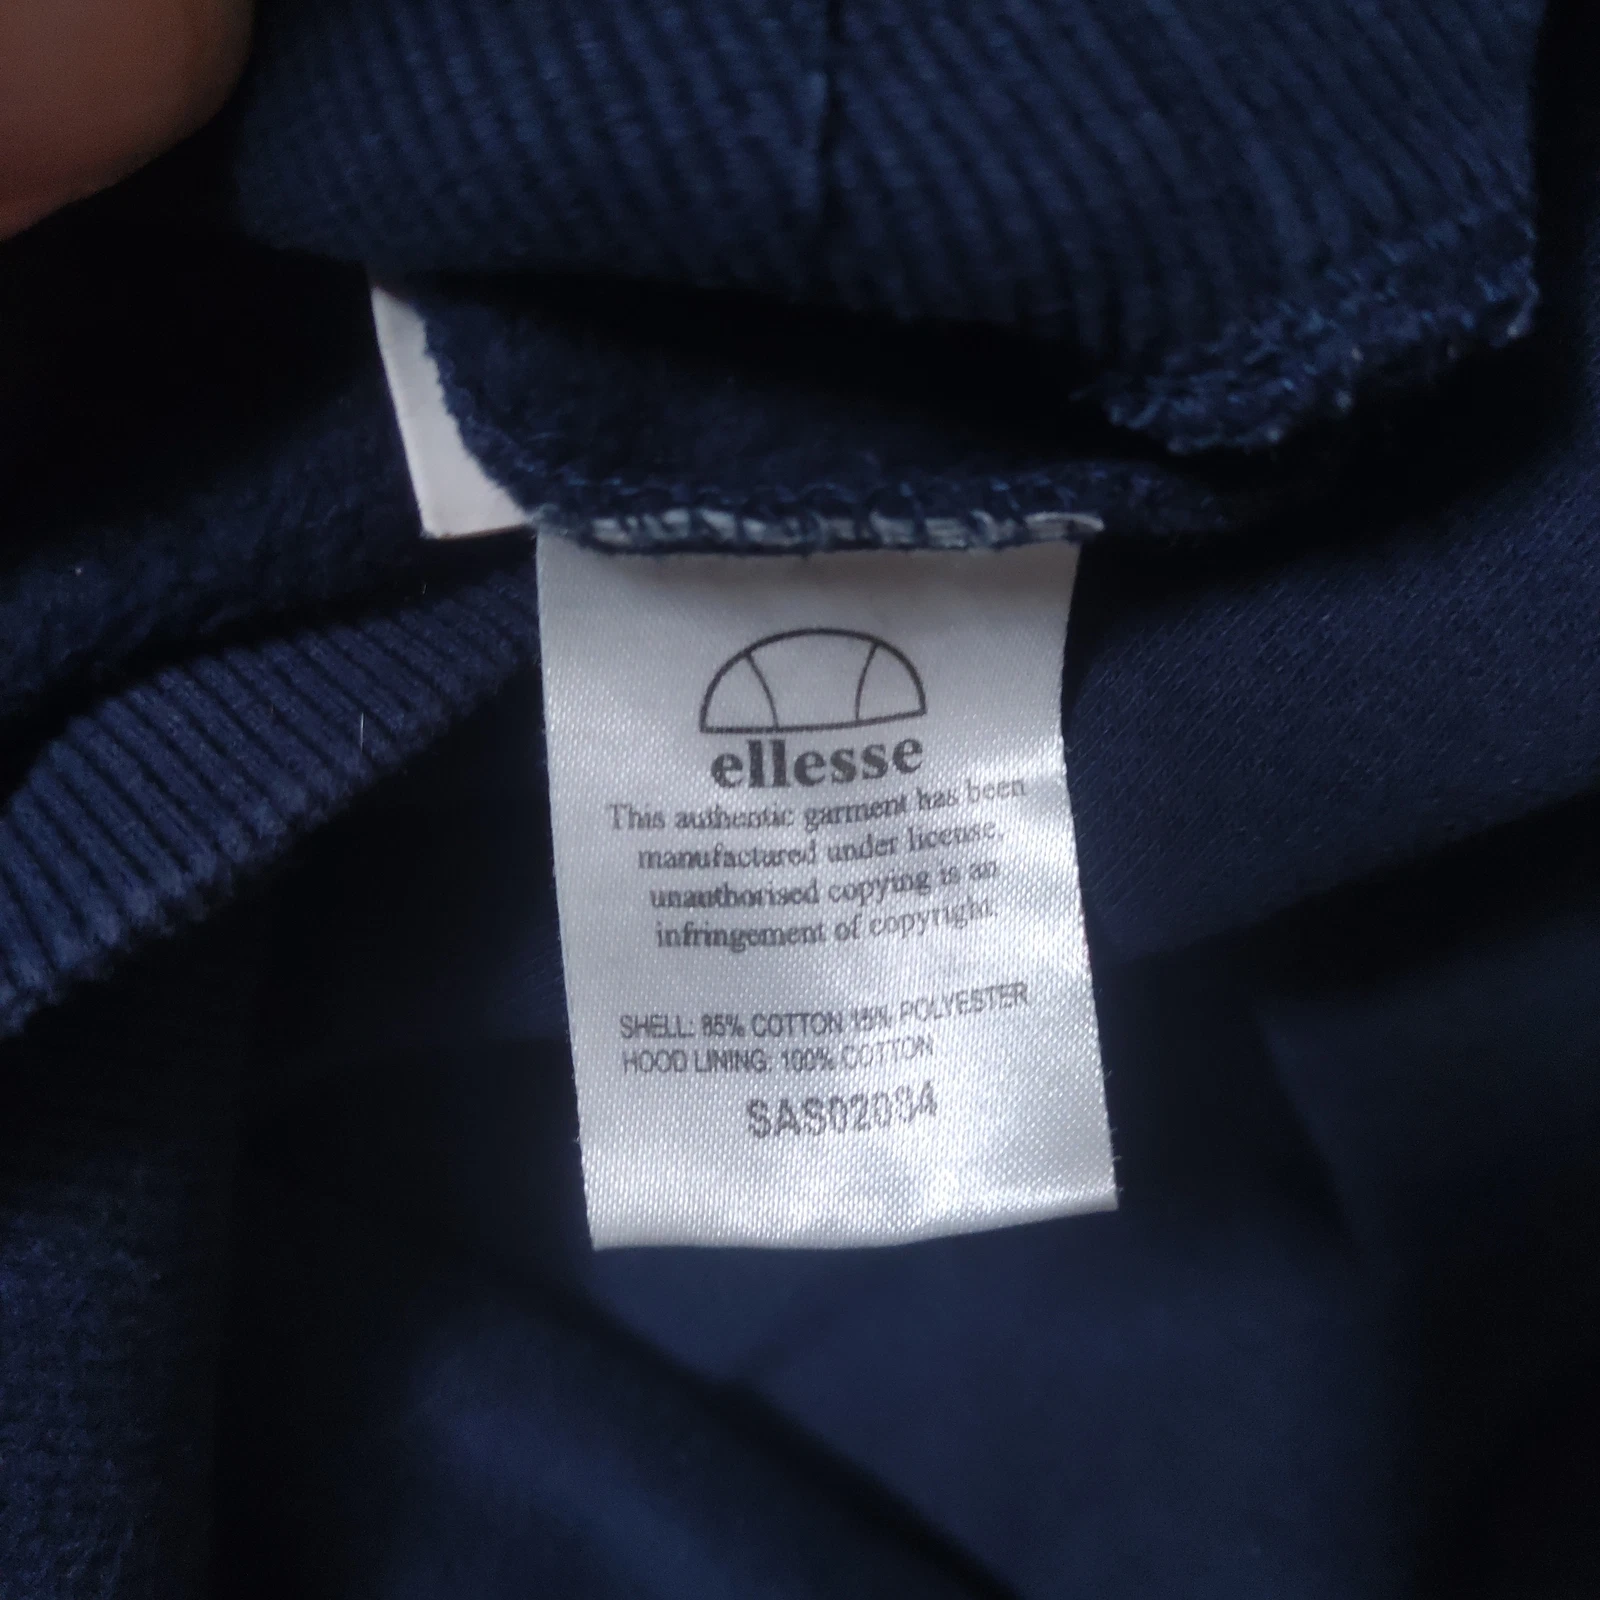 ellesse
This authentic garment has been
manufactured under license,
unauthorised copying is an
infringement of copyright.
SHELL: 85% COTTON 15% POLYESTER
HOOD LINING: 100% COTTON